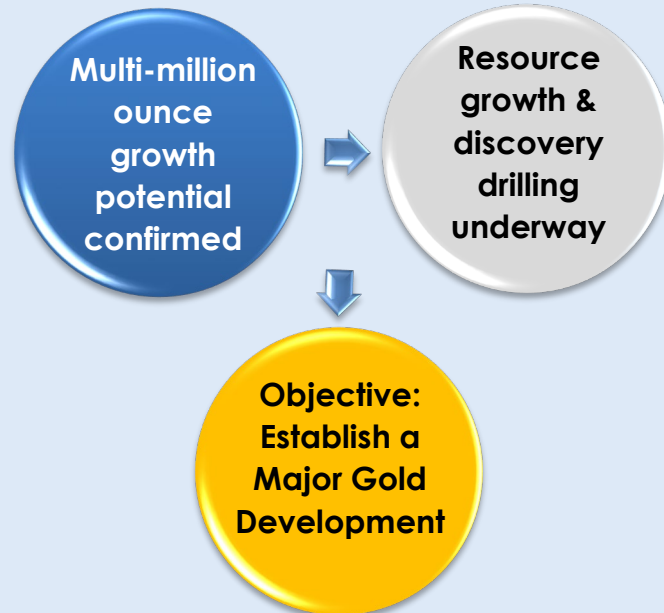 Multi-million
ounce
growth
potential
confirmed
Resource
growth &
discovery
drilling
underway
Objective:
Establish a
Major Gold
Development